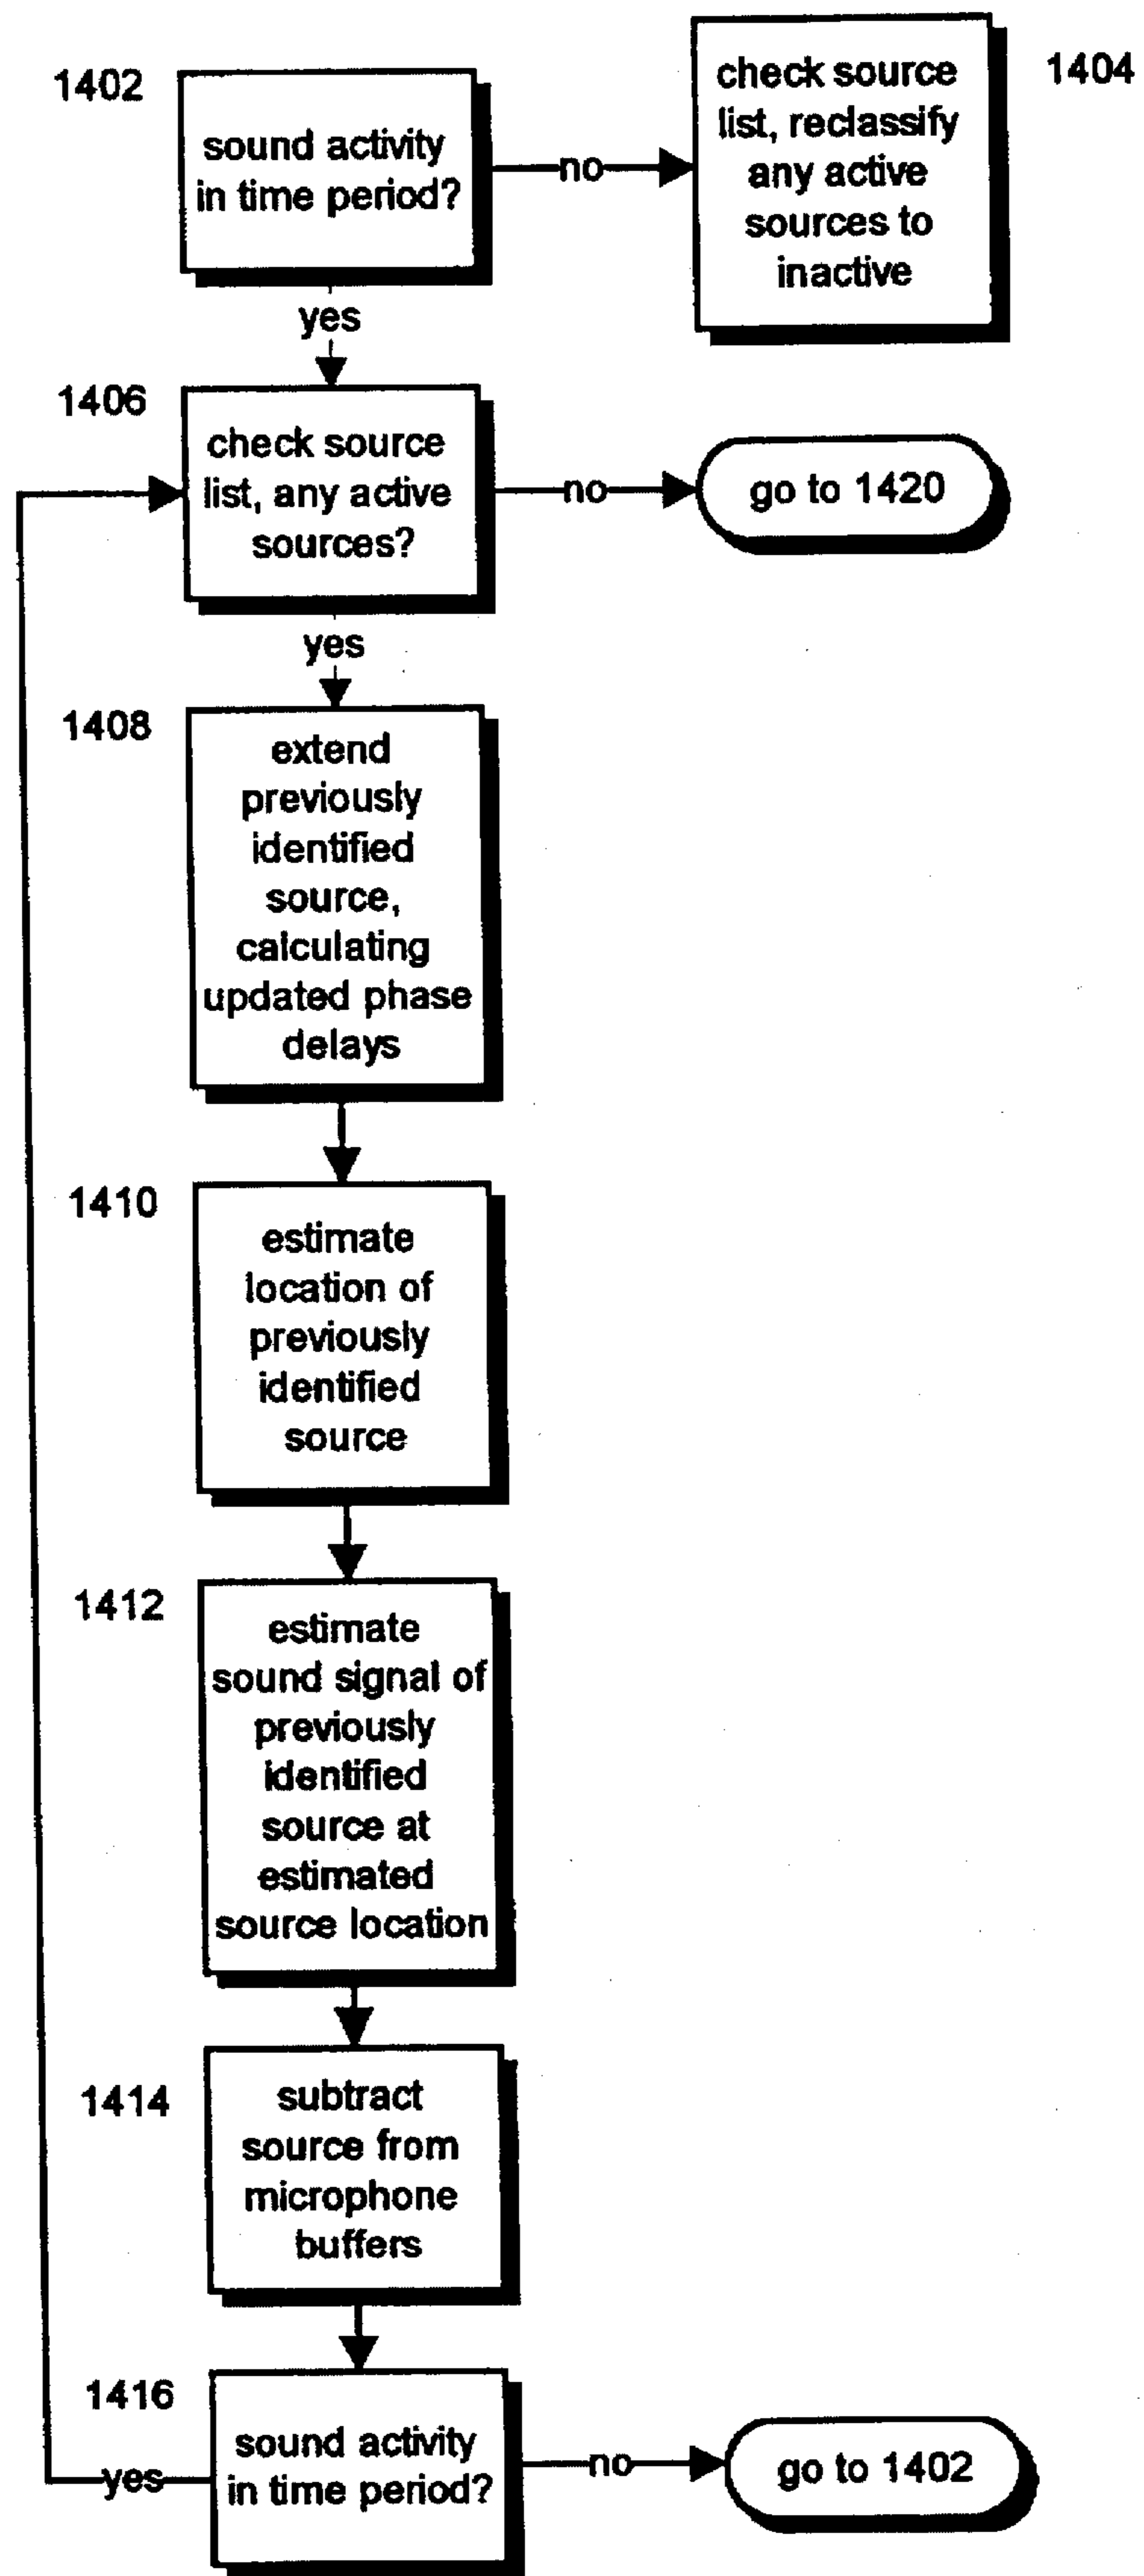 1402
sound activity
in time period?
no
check source
list, reclassify
any active
sources to
inactive
1404
yes
1406
check source
list, any active
sources?
no
go to 1420
yes
1408
extend
previously
identified
source,
calculating
updated phase
delays
1410
estimate
location of
previously
identified
source
1412
estimate
sound signal of
previously
identified
source at
estimated
source location
1414
subtract
source from
microphone
buffers
1416
sound activity
in time period?
yes
no
go to 1402